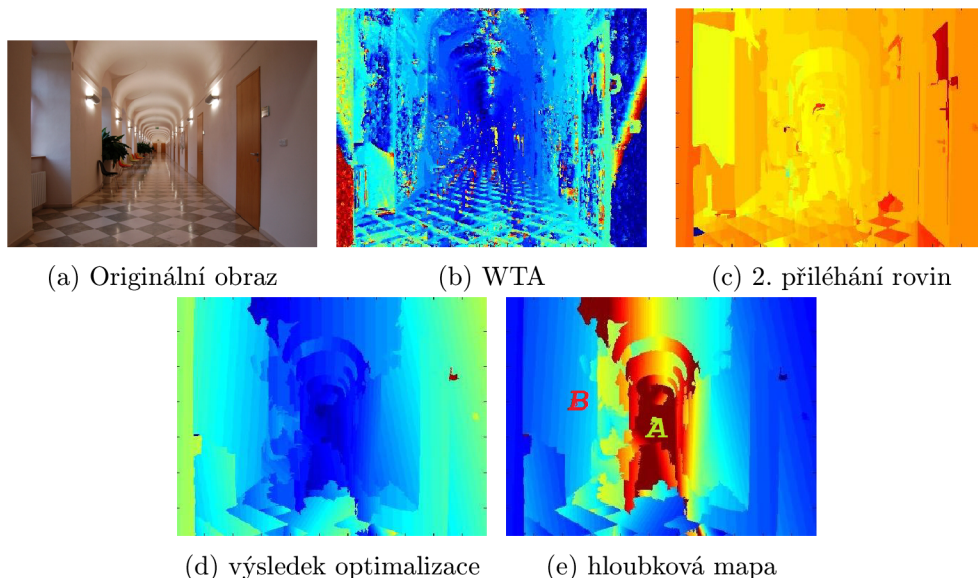 (a) Originální obraz
(b) WTA
(c) 2. přiléhání rovin
B
A
(d) výsledek optimalizace
(e) hloubková mapa